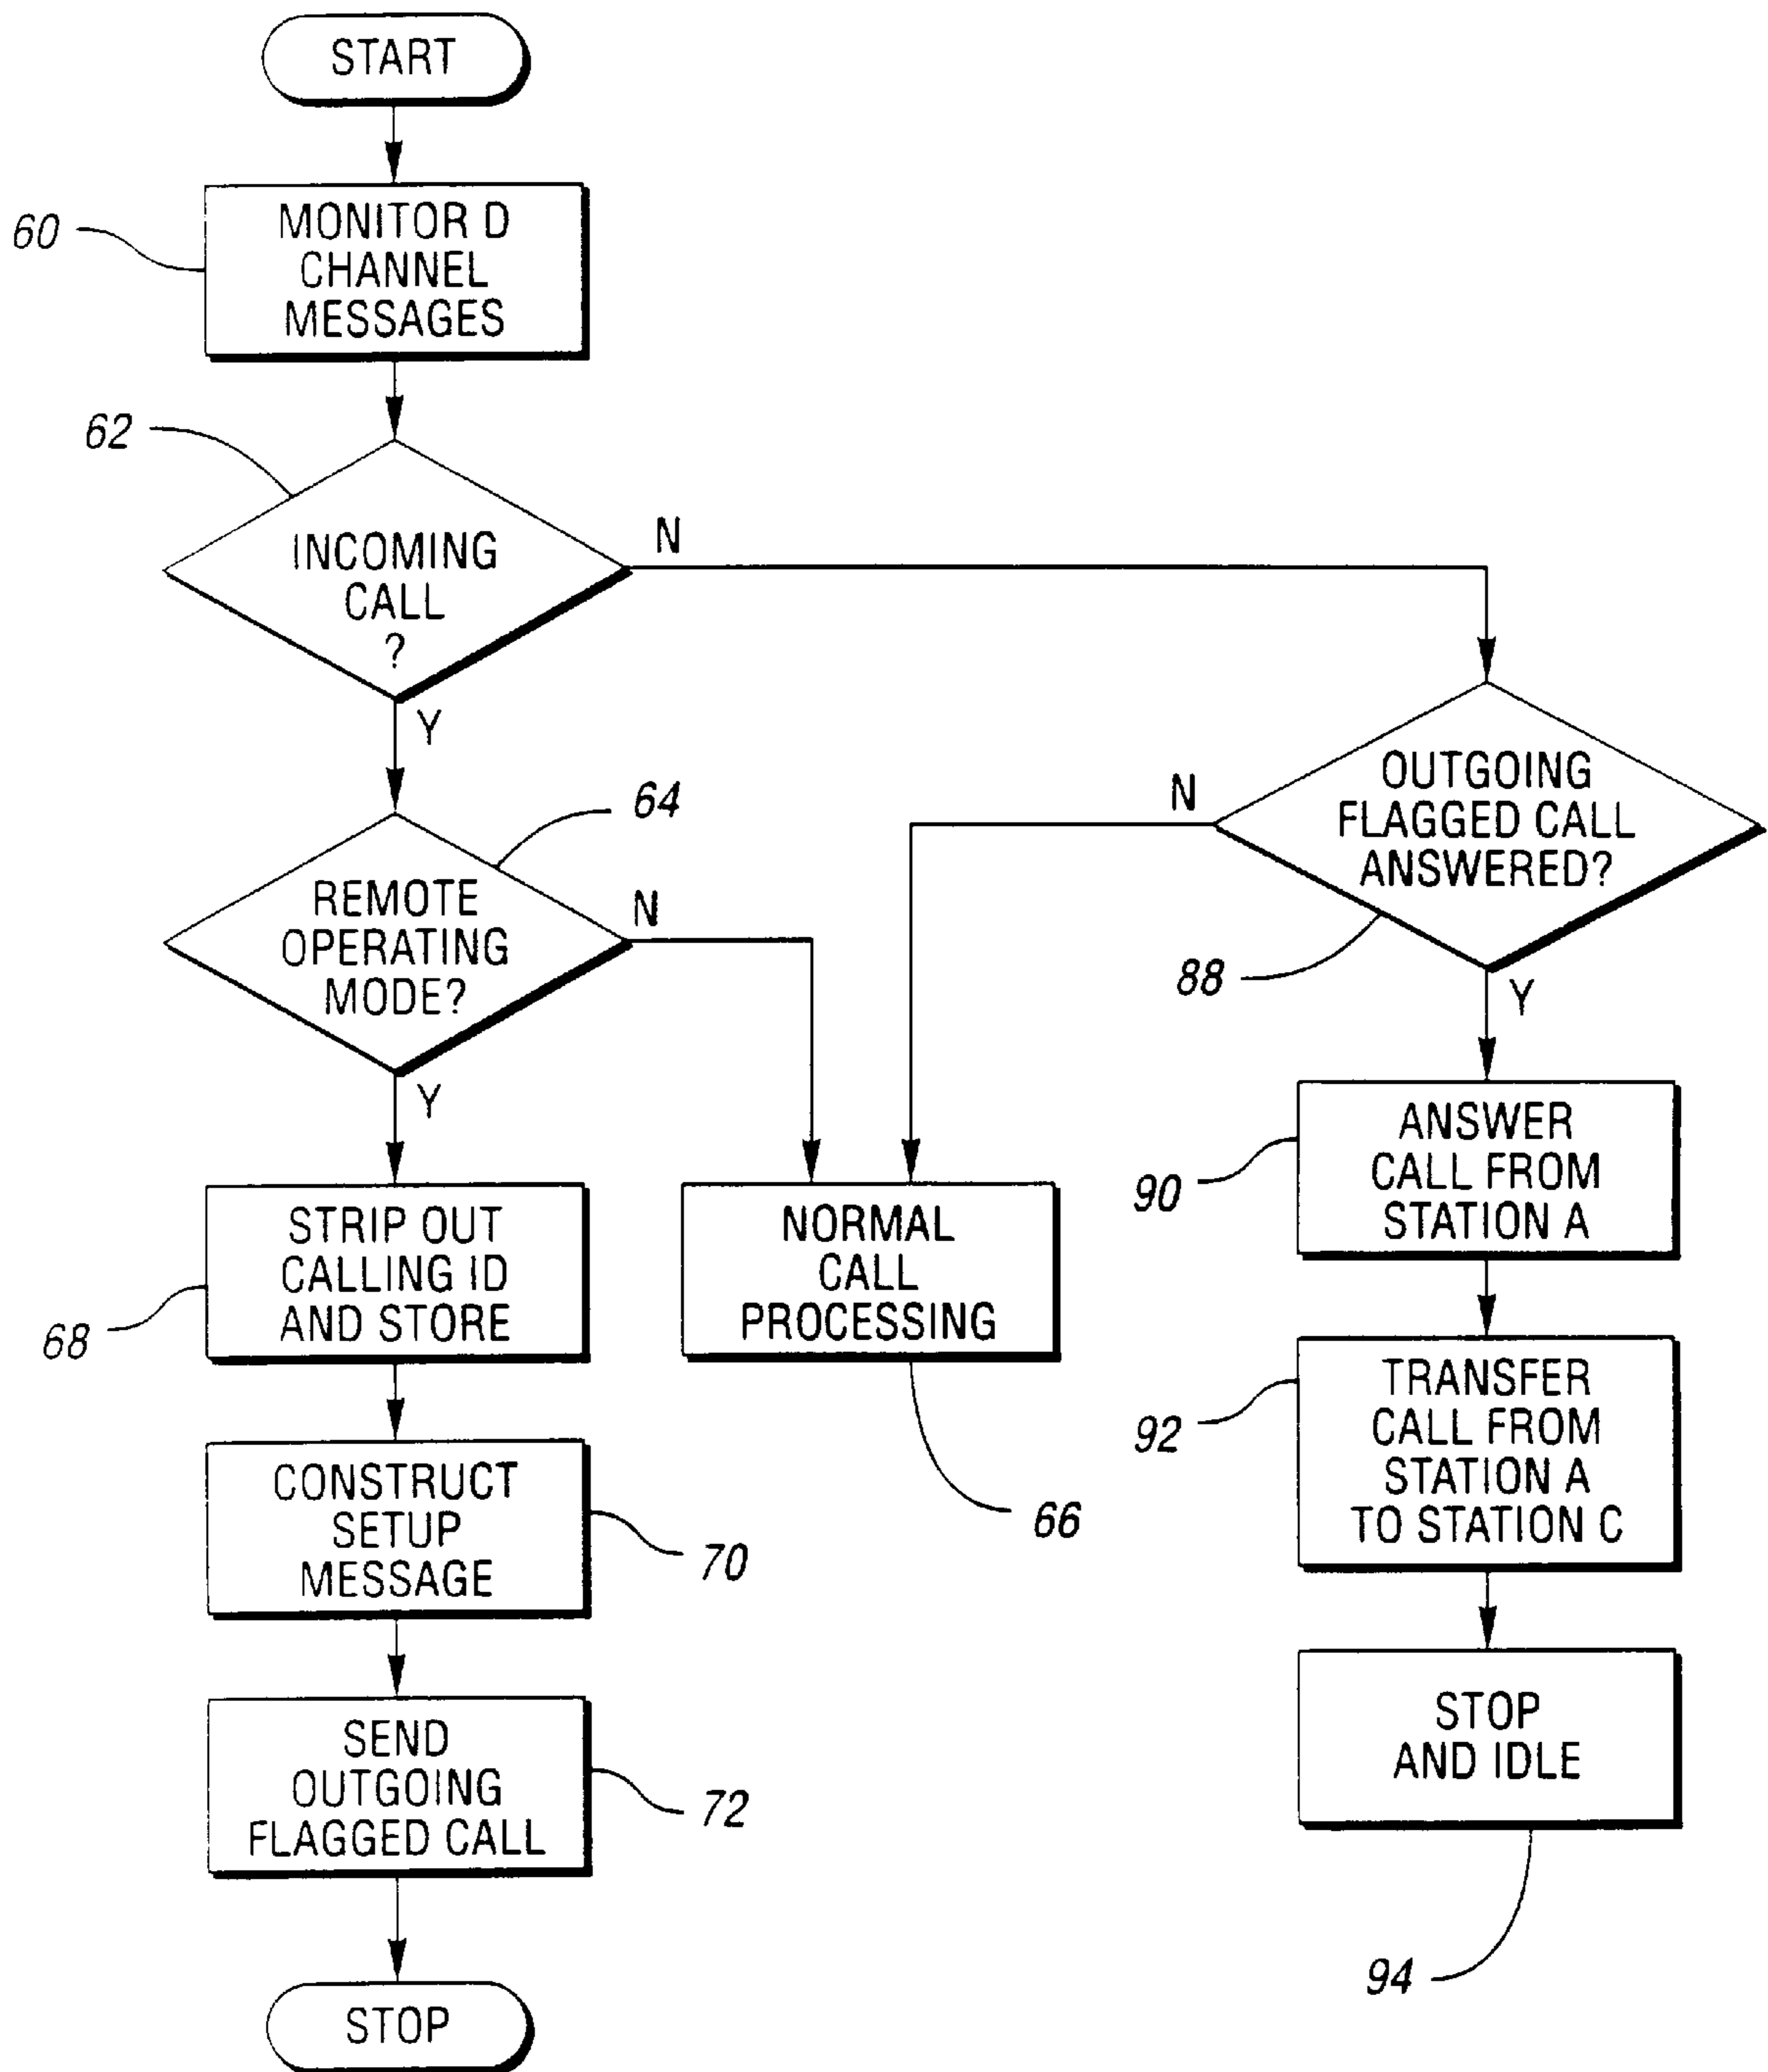 START
60
MONITOR D
CHANNEL
MESSAGES
62
INCOMING
CALL
?
N
Y
64
REMOTE
OPERATING
MODE?
N
Y
OUTGOING
FLAGGED CALL
ANSWERED?
N
88
Y
68
STRIP OUT
CALLING ID
AND STORE
NORMAL
CALL
PROCESSING
66
90
ANSWER
CALL FROM
STATION A
92
TRANSFER
CALL FROM
STATION A
TO STATION C
CONSTRUCT
SETUP
MESSAGE
70
SEND
OUTGOING
FLAGGED CALL
72
STOP
AND IDLE
94
STOP